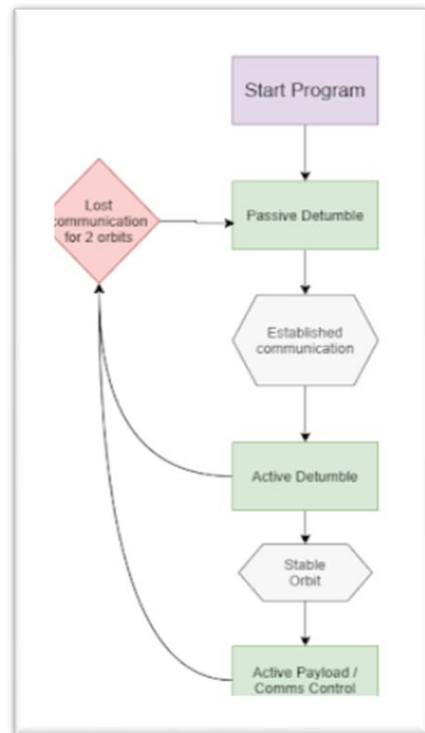 Start Program
Lost
communication
for 2 orbits
Passive Detumble
Established
communication
Active Detumble
Stable
Orbit
Active Payload /
Comms Control